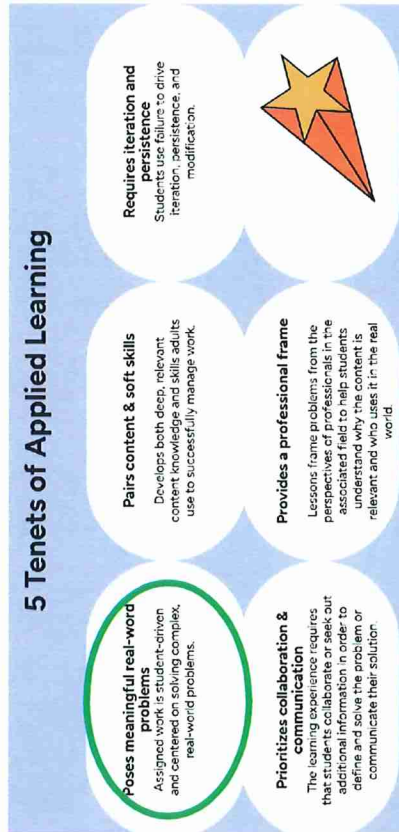 5 Tenets of Applied Learning
Poses meaningful real-word
problems
Assigned work is student-driven
and centered on solving complex,
real-world problems.
Pairs content & soft skills
Develops both deep, relevant
content knowledge and skills adults
use to successfully manage work.
Requires iteration and
persistence
Students use failure to drive
iteration, persistence, and
modification.
Prioritizes collaboration &
communication
The learning experience requires
that students collaborate or seek out
additional information in order to
define and solve the problem or
communicate their solution.
Provides a professional frame
Lessons frame problems from the
perspectives of professionals in the
associated field to help students
understand why the content is
relevant and who uses it in the real
world.